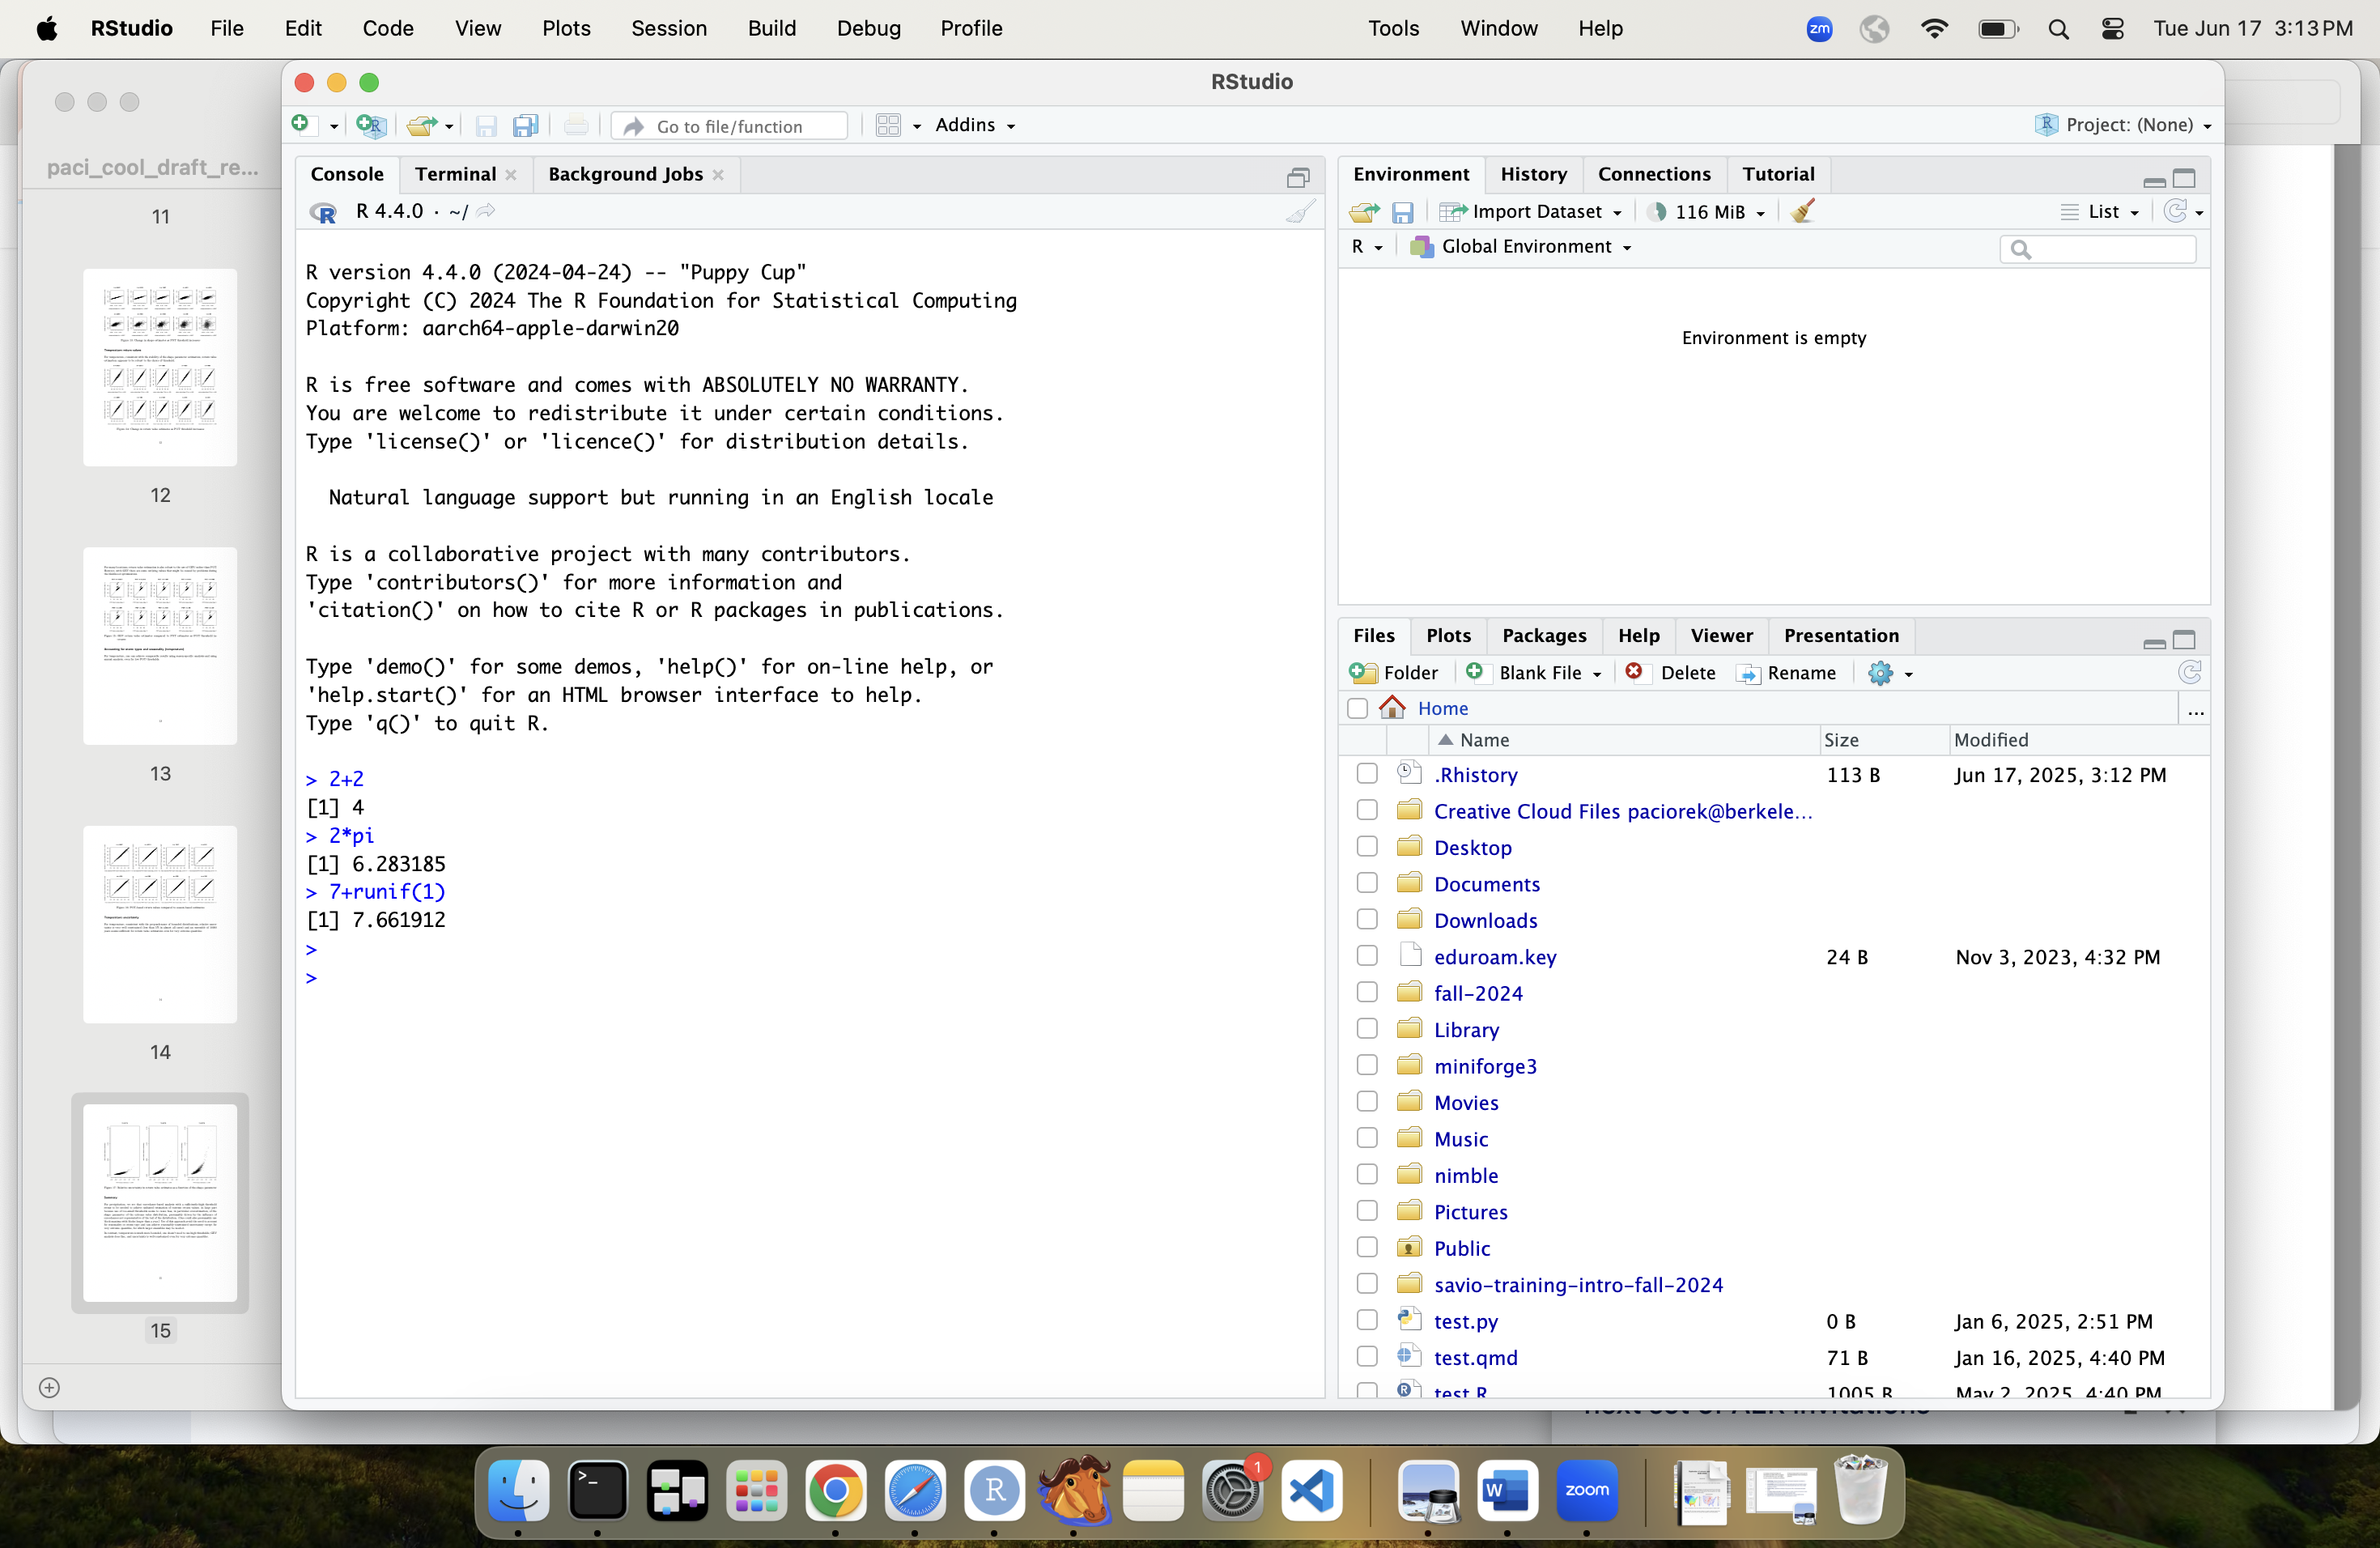 RStudio File Edit Code View Plots Session Build Debug Profile Tools Window Help zm Tue Jun 17 3:13 PM
RStudio
Go to file/function Addins Project: (None)
paci_cool_draft_re...
11
12
13
14
15
Console Terminal Background Jobs
R 4.4.0 · ~/
R version 4.4.0 (2024-04-24) -- "Puppy Cup"
Copyright (C) 2024 The R Foundation for Statistical Computing
Platform: aarch64-apple-darwin20
R is free software and comes with ABSOLUTELY NO WARRANTY.
You are welcome to redistribute it under certain conditions.
Type 'license()' or 'licence()' for distribution details.
Natural language support but running in an English locale
R is a collaborative project with many contributors.
Type 'contributors()' for more information and
'citation()' on how to cite R or R packages in publications.
Type 'demo()' for some demos, 'help()' for on-line help, or
'help.start()' for an HTML browser interface to help.
Type 'q()' to quit R.
> 2+2
[1] 4
> 2*pi
[1] 6.283185
> 7+runif(1)
[1] 7.661912
>
>
Environment History Connections Tutorial
Import Dataset 116 MiB List
R Global Environment
Environment is empty
Files Plots Packages Help Viewer Presentation
Folder Blank File Delete Rename
Home ...
Name Size Modified
.Rhistory 113 B Jun 17, 2025, 3:12 PM
Creative Cloud Files paciorek@berkele...
Desktop
Documents
Downloads
eduroam.key 24 B Nov 3, 2023, 4:32 PM
fall-2024
Library
miniforge3
Movies
Music
nimble
Pictures
Public
savio-training-intro-fall-2024
test.py 0 B Jan 6, 2025, 2:51 PM
test.qmd 71 B Jan 16, 2025, 4:40 PM
test.R 1005 B May 2, 2025, 4:40 PM
>_ R 1 W zoom